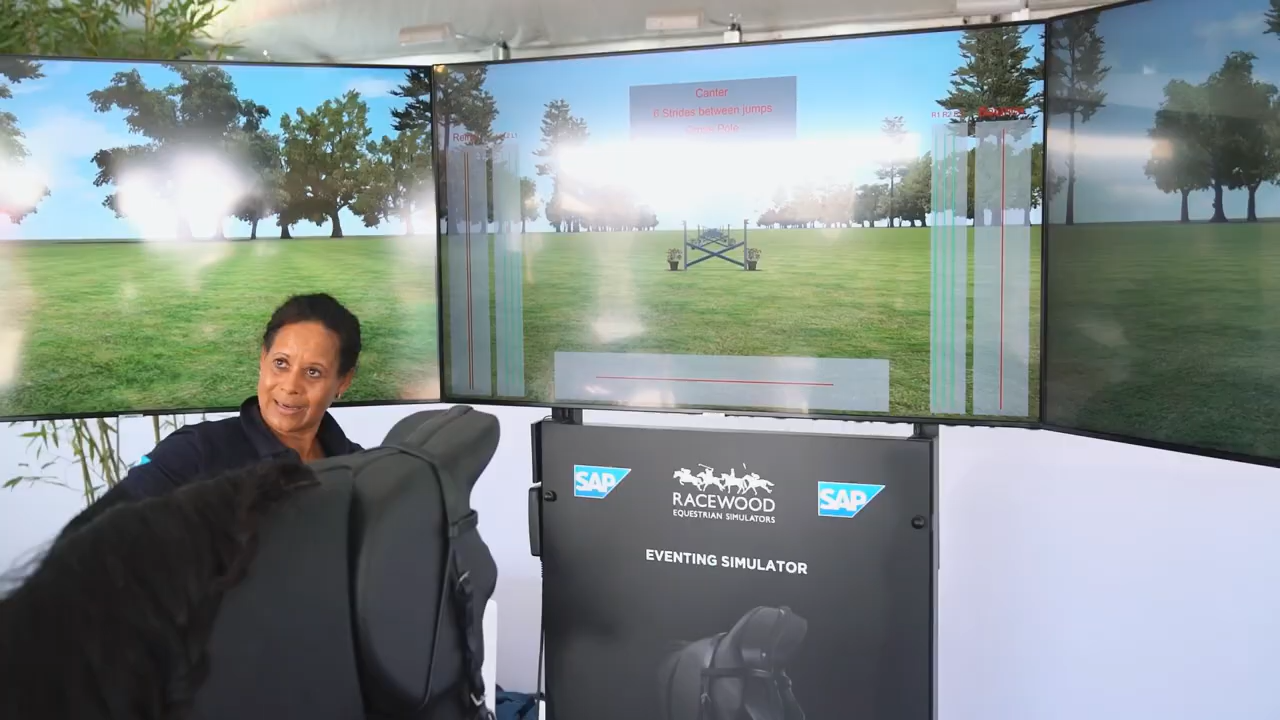 Canter
6 Strides between jumps
SAP
RACEWOOD
EQUESTRIAN SIMULATORS
SAP
EVENTING SIMULATOR